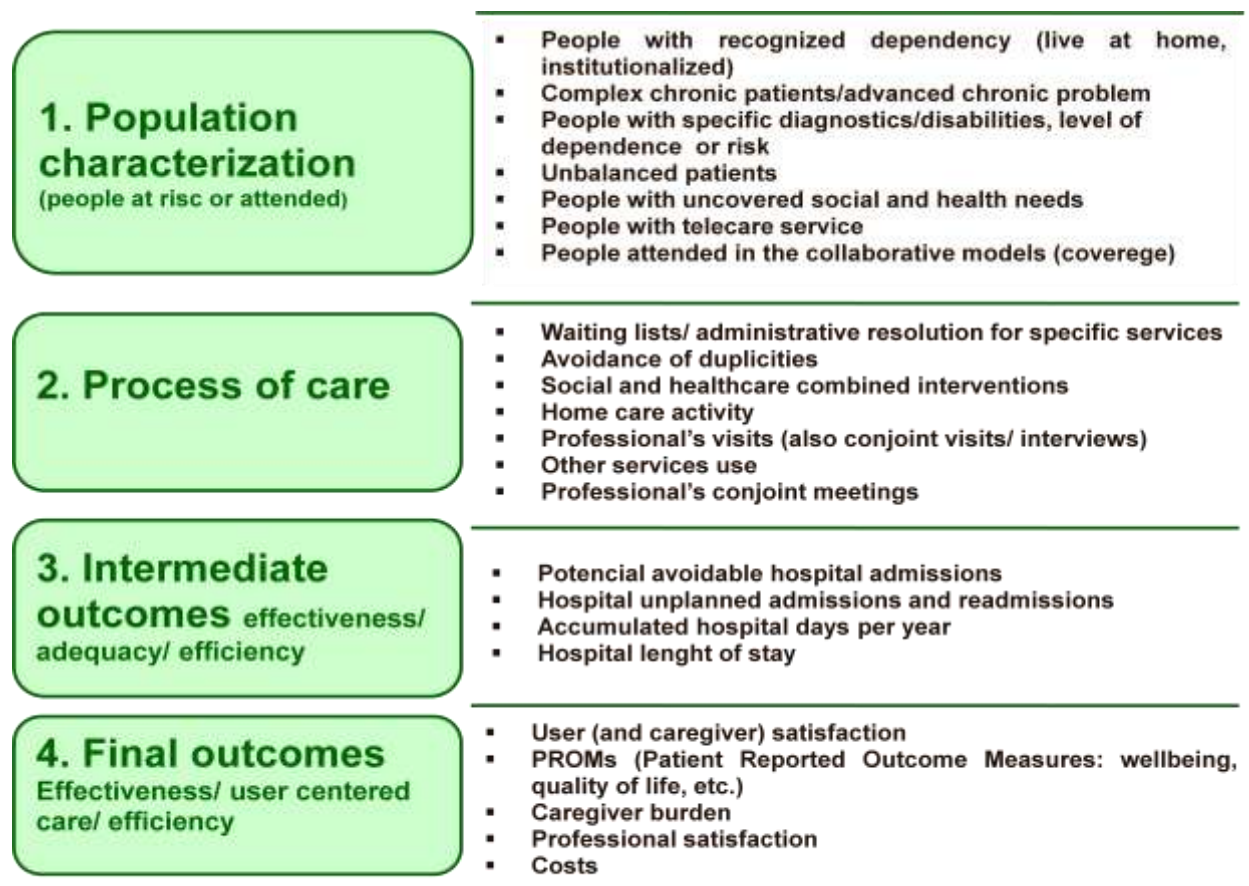 1. Population
characterization
(people at risc or attended)
▪ People with recognized dependency (live at home,
institutionalized)
▪ Complex chronic patients/advanced chronic problem
▪ People with specific diagnostics/disabilities, level of
dependence or risk
▪ Unbalanced patients
▪ People with uncovered social and health needs
▪ People with telecare service
▪ People attended in the collaborative models (coverege)
2. Process of care
▪ Waiting lists/ administrative resolution for specific services
▪ Avoidance of duplicities
▪ Social and healthcare combined interventions
▪ Home care activity
▪ Professional's visits (also conjoint visits/ interviews)
▪ Other services use
▪ Professional's conjoint meetings
3. Intermediate
outcomes effectiveness/
adequacy/ efficiency
▪ Potencial avoidable hospital admissions
▪ Hospital unplanned admissions and readmissions
▪ Accumulated hospital days per year
▪ Hospital lenght of stay
4. Final outcomes
Effectiveness/ user centered
care/ efficiency
▪ User (and caregiver) satisfaction
▪ PROMs (Patient Reported Outcome Measures: wellbeing,
quality of life, etc.)
▪ Caregiver burden
▪ Professional satisfaction
▪ Costs